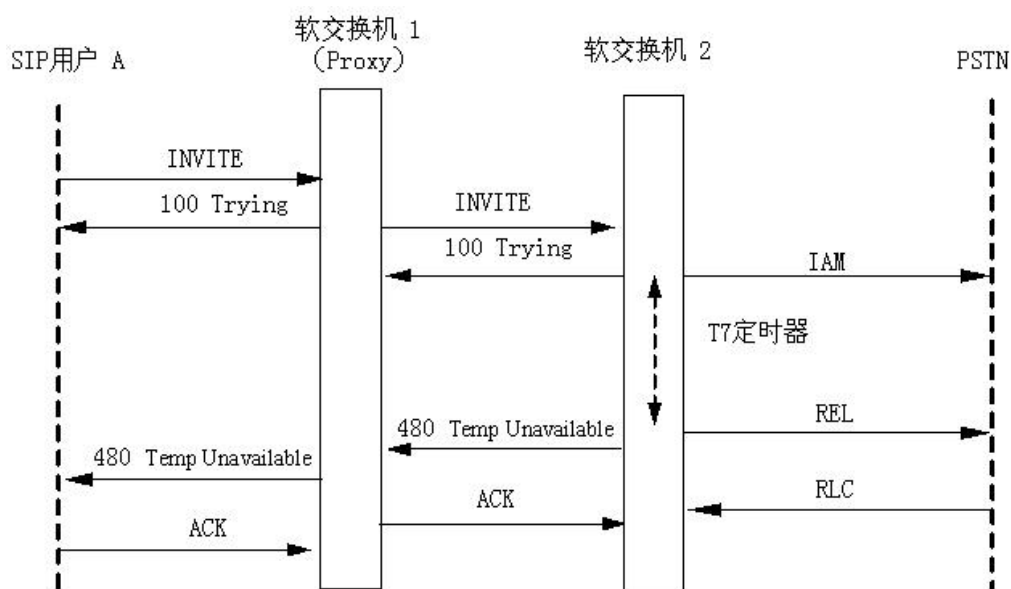 SIP用户 A
软交换机 1
(Proxy)
软交换机 2
PSTN
INVITE
100 Trying
INVITE
100 Trying
IAM
T7定时器
REL
480 Temp Unavailable
480 Temp Unavailable
RLC
ACK
ACK